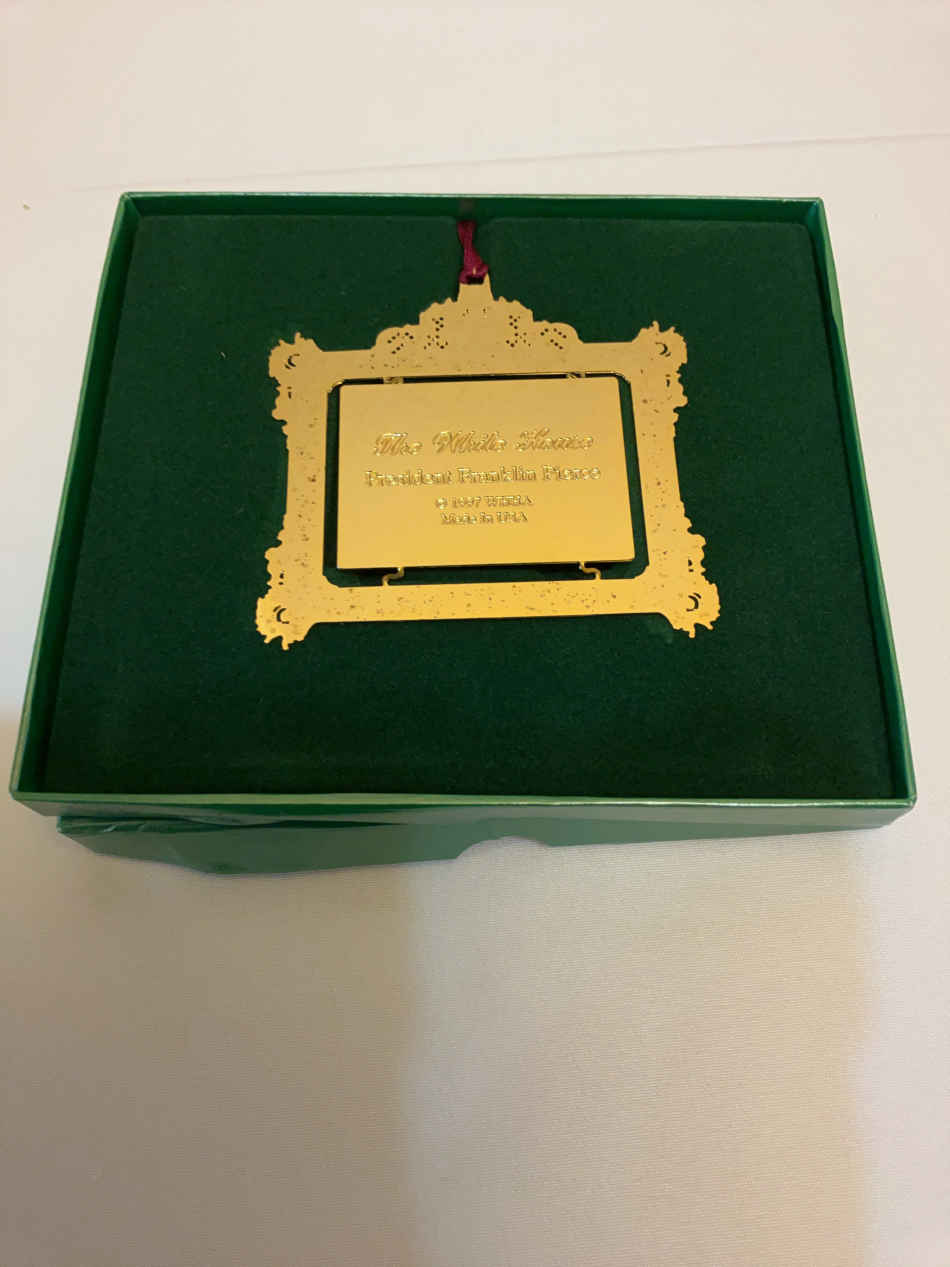 The White House
President Franklin Pierce
© 1997 WHHA
Made in USA